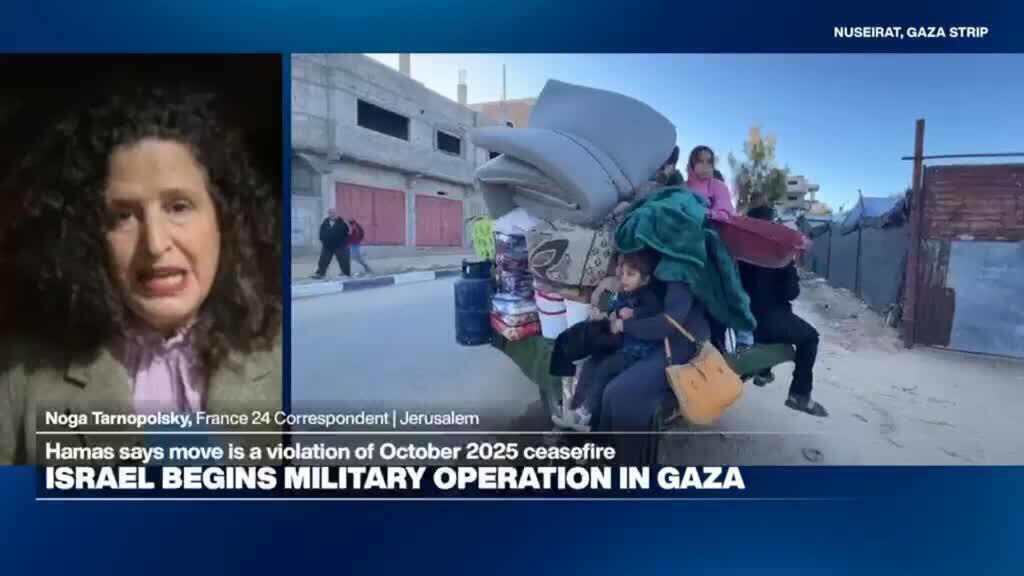 NUSEIRAT, GAZA STRIP
Noga Tarnopolsky, France 24 Correspondent | Jerusalem
Hamas says move is a violation of October 2025 ceasefire
ISRAEL BEGINS MILITARY OPERATION IN GAZA